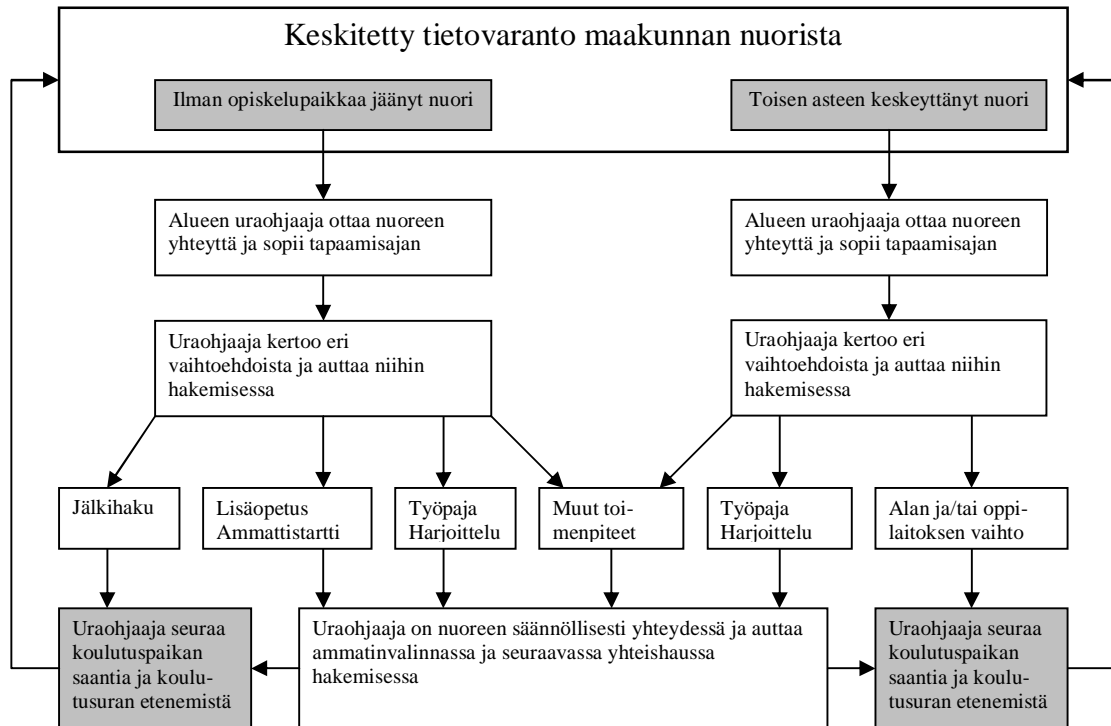 Keskitetty tietovaranto maakunnan nuorista
Ilman opiskelupaikkaa jäänyt nuori
Toisen asteen keskeyttänyt nuori
Alueen uraohjaaja ottaa nuoreen
yhteyttä ja sopii tapaamisajan
Alueen uraohjaaja ottaa nuoreen
yhteyttä ja sopii tapaamisajan
Uraohjaaja kertoo eri
vaihtoehdoista ja auttaa niihin
hakemisessa
Uraohjaaja kertoo eri
vaihtoehdoista ja auttaa niihin
hakemisessa
Jälkihaku
Lisäopetus
Ammattistartti
Työpaja
Harjoittelu
Muut toi-
menpiteet
Työpaja
Harjoittelu
Alan ja/tai oppi-
laitoksen vaihto
Uraohjaaja seuraa
koulutuspaikan
saantia ja koulu-
tusuran etenemistä
Uraohjaaja on nuoreen säännöllisesti yhteydessä ja auttaa
ammatinvalinnassa ja seuraavassa yhteishaussa
hakemisessa
Uraohjaaja seuraa
koulutuspaikan
saantia ja koulu-
tusuran etenemistä